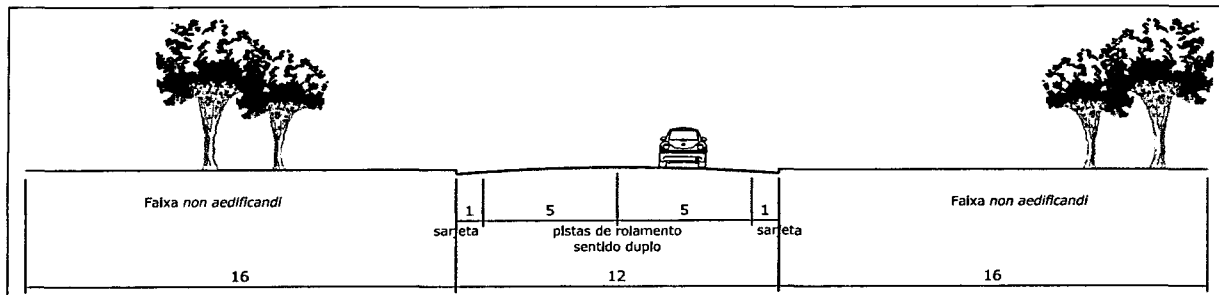 Faixa non aedificandi
Faixa non aedificandi
1 5 5 1
sarjeta pistas de rolamento sarjeta
sentido duplo
16 12 16